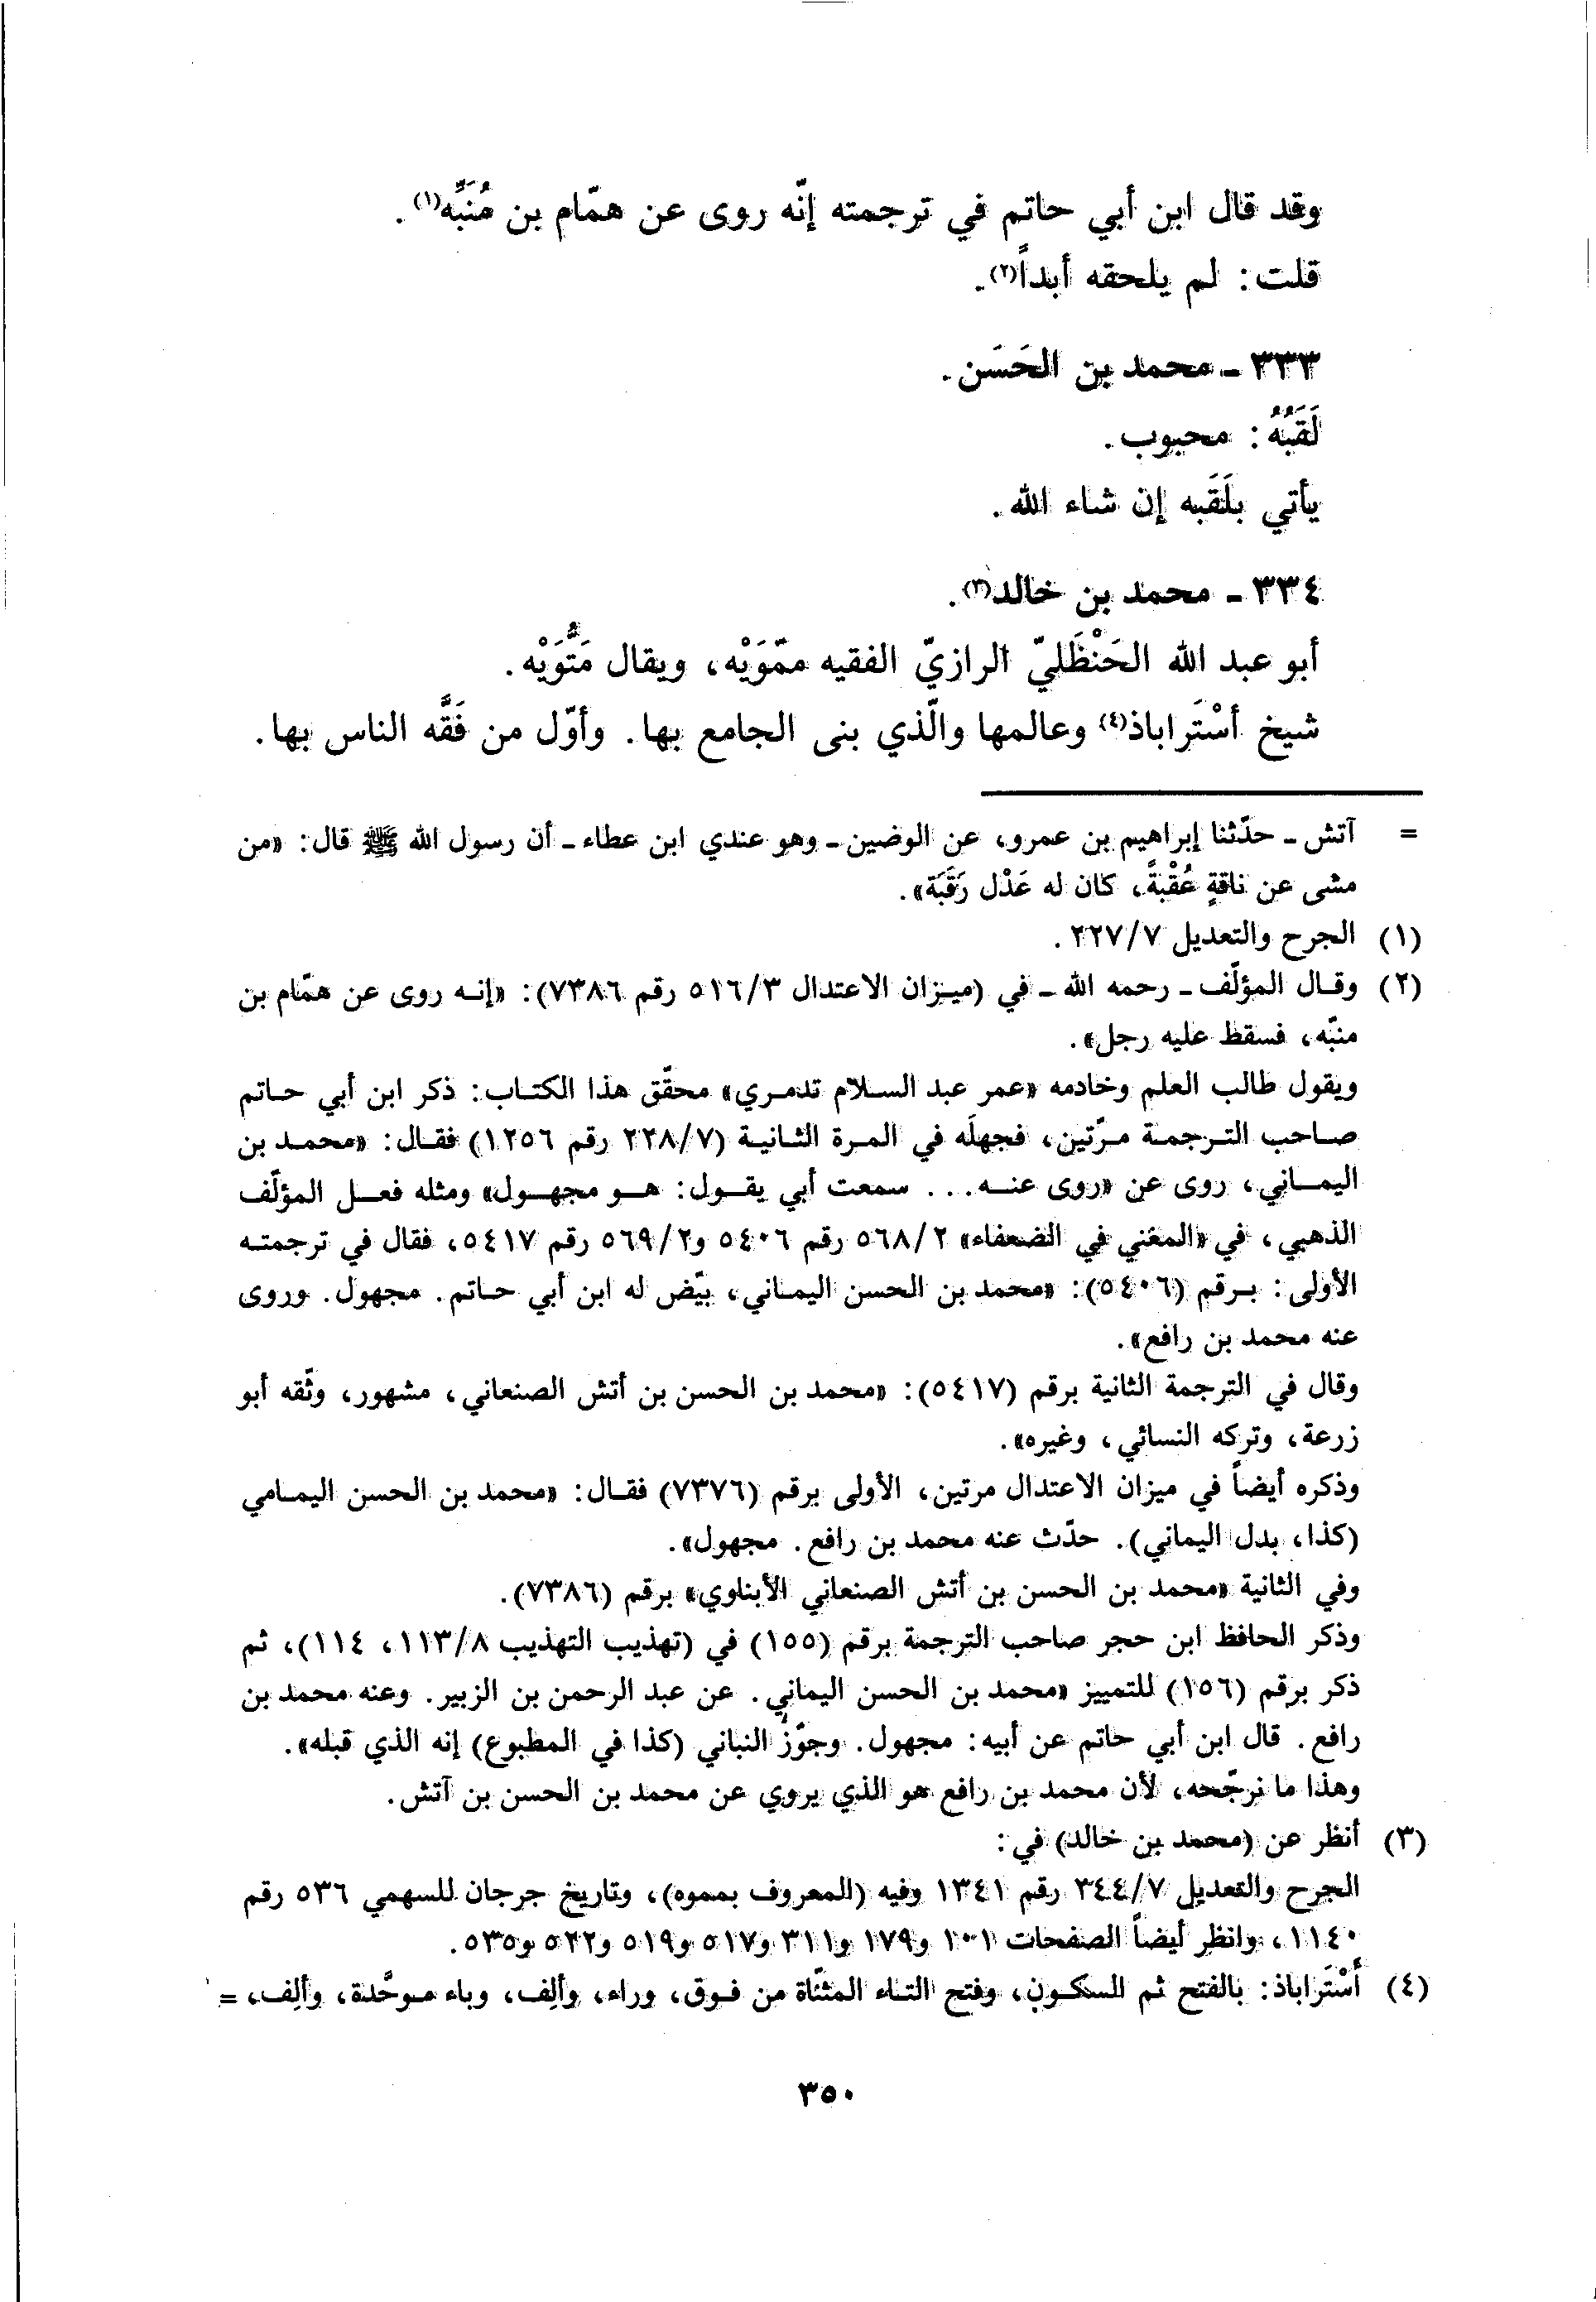 وقد قال ابن أبي حاتم في ترجمته إنّه روى عن همّام بن مُنَبِّه(١).
قلت: لم يلحقه أبداً(٢).
٣٣٣ ـ محمد بن الحَسَن.
لَقَبُهُ: محبوب.
يأتي بلَقَبه إن شاء الله.
٣٣٤ ـ محمد بن خالد(٣).
أبو عبد الله الحَنْظَليّ الرازيّ الفقيه ممّوَيْه، ويقال مَتُّوَيْه.
شيخ أسْتَراباذ(٤) وعالمها والّذي بنى الجامع بها. وأوّل من فَقَّه الناس بها.
= آتش ـ حدّثنا إبراهيم بن عمرو، عن الوضين ـ وهو عندي ابن عطاء ـ أن رسول الله ﷺ قال: «من
مشى عن ناقةٍ عُقْبةً، كان له عَدْل رَقَبَة».
(١) الجرح والتعديل ٢٢٧/٧.
(٢) وقال المؤلّف ـ رحمه الله ـ في (ميزان الاعتدال ٥١٦/٣ رقم ٧٣٨٦): «إنه روى عن همّام بن
منبّه، فسقط عليه رجل».
ويقول طالب العلم وخادمه «عمر عبد السلام تدمري» محقّق هذا الكتاب: ذكر ابن أبي حاتم
صاحب الترجمة مرّتين، فجهلَه في المرة الثانية (٢٢٨/٧ رقم ١٢٥٦) فقال: «محمد بن
اليماني، روى عن «روى عنه... سمعت أبي يقول: هو مجهول» ومثله فعل المؤلّف
الذهبي، في «المغني في الضعفاء» ٥٦٨/٢ رقم ٥٤٠٦ و٥٦٩/٢ رقم ٥٤١٧، فقال في ترجمته
الأولى: برقم (٥٤٠٦): «محمد بن الحسن اليماني، بيّض له ابن أبي حاتم. مجهول. وروى
عنه محمد بن رافع».
وقال في الترجمة الثانية برقم (٥٤١٧): «محمد بن الحسن بن أتش الصنعاني، مشهور، وثّقه أبو
زرعة، وتركه النسائي، وغيره».
وذكره أيضاً في ميزان الاعتدال مرتين، الأولى برقم (٧٣٧٦) فقال: «محمد بن الحسن اليمامي
(كذا، بدل اليماني). حدّث عنه محمد بن رافع. مجهول».
وفي الثانية «محمد بن الحسن بن أتش الصنعاني الأبناوي» برقم (٧٣٨٦).
وذكر الحافظ ابن حجر صاحب الترجمة برقم (١٥٥) في (تهذيب التهذيب ١١٣/٨، ١١٤)، ثم
ذكر برقم (١٥٦) للتمييز «محمد بن الحسن اليماني. عن عبد الرحمن بن الزبير. وعنه محمد بن
رافع. قال ابن أبي حاتم عن أبيه: مجهول. وجوّز النباني (كذا في المطبوع) إنه الذي قبله».
وهذا ما نرجّحه، لأن محمد بن رافع هو الذي يروي عن محمد بن الحسن بن آتش.
(٣) أنظر عن (محمد بن خالد) في:
الجرح والتعديل ٣٤٤/٧ رقم ١٣٤١ وفيه (المعروف بمموه)، وتاريخ جرجان للسهمي ٥٣٦ رقم
١١٤٠، وانظر أيضاً الصفحات ١٠١ و١٧٩ و٣١١ و٥١٧ و٥١٩ و٥٢٢ و٥٣٥.
(٤) أَسْتَراباذ: بالفتح ثم السكون، وفتح التاء المثنّاة من فوق، وراء، وألِف، وباء موحَّدة، وألِف، =
٣٥٠